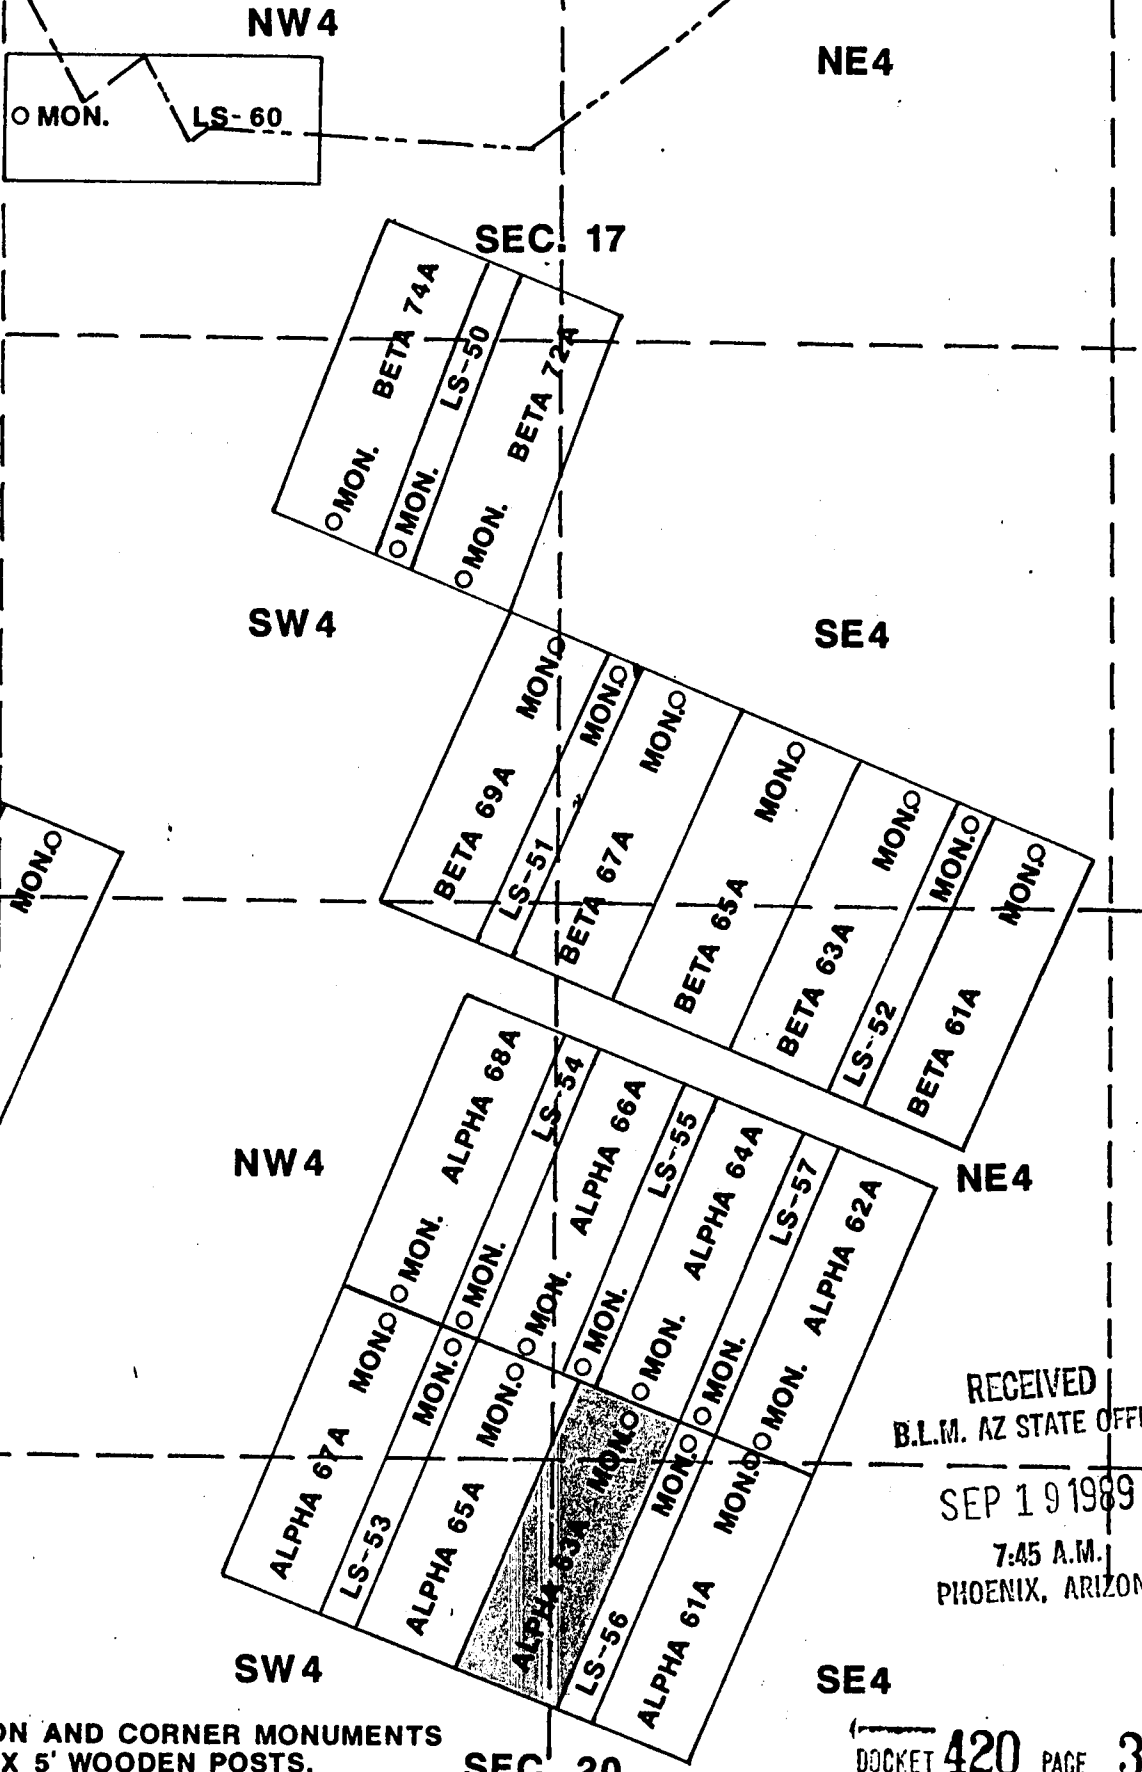 NW4
NE4
MON. LS-60
SEC. 17
BETA 74A
MON.
LS-50
MON.
BETA 72A
MON.
SW4
SE4
MON.
BETA 69A
MON.
LS-51
MON.
BETA 67A
MON.
BETA 65A
MON.
BETA 63A
MON.
LS-52
MON.
BETA 61A
MON.
NW4
NE4
ALPHA 68A
MON.
LS-54
MON.
ALPHA 66A
MON.
LS-55
MON.
ALPHA 64A
MON.
LS-57
MON.
ALPHA 62A
MON.
MON.
ALPHA 67A
MON.
LS-53
MON.
ALPHA 65A
MON.
ALPHA 63A
MON.
LS-56
MON.
ALPHA 61A
RECEIVED
B.L.M. AZ STATE OFFI
SEP 19 1989
7:45 A.M.
PHOENIX, ARIZON
SW4
SE4
ON AND CORNER MONUMENTS
X 5' WOODEN POSTS.
SEC. 20
DOCKET 420 PAGE 3